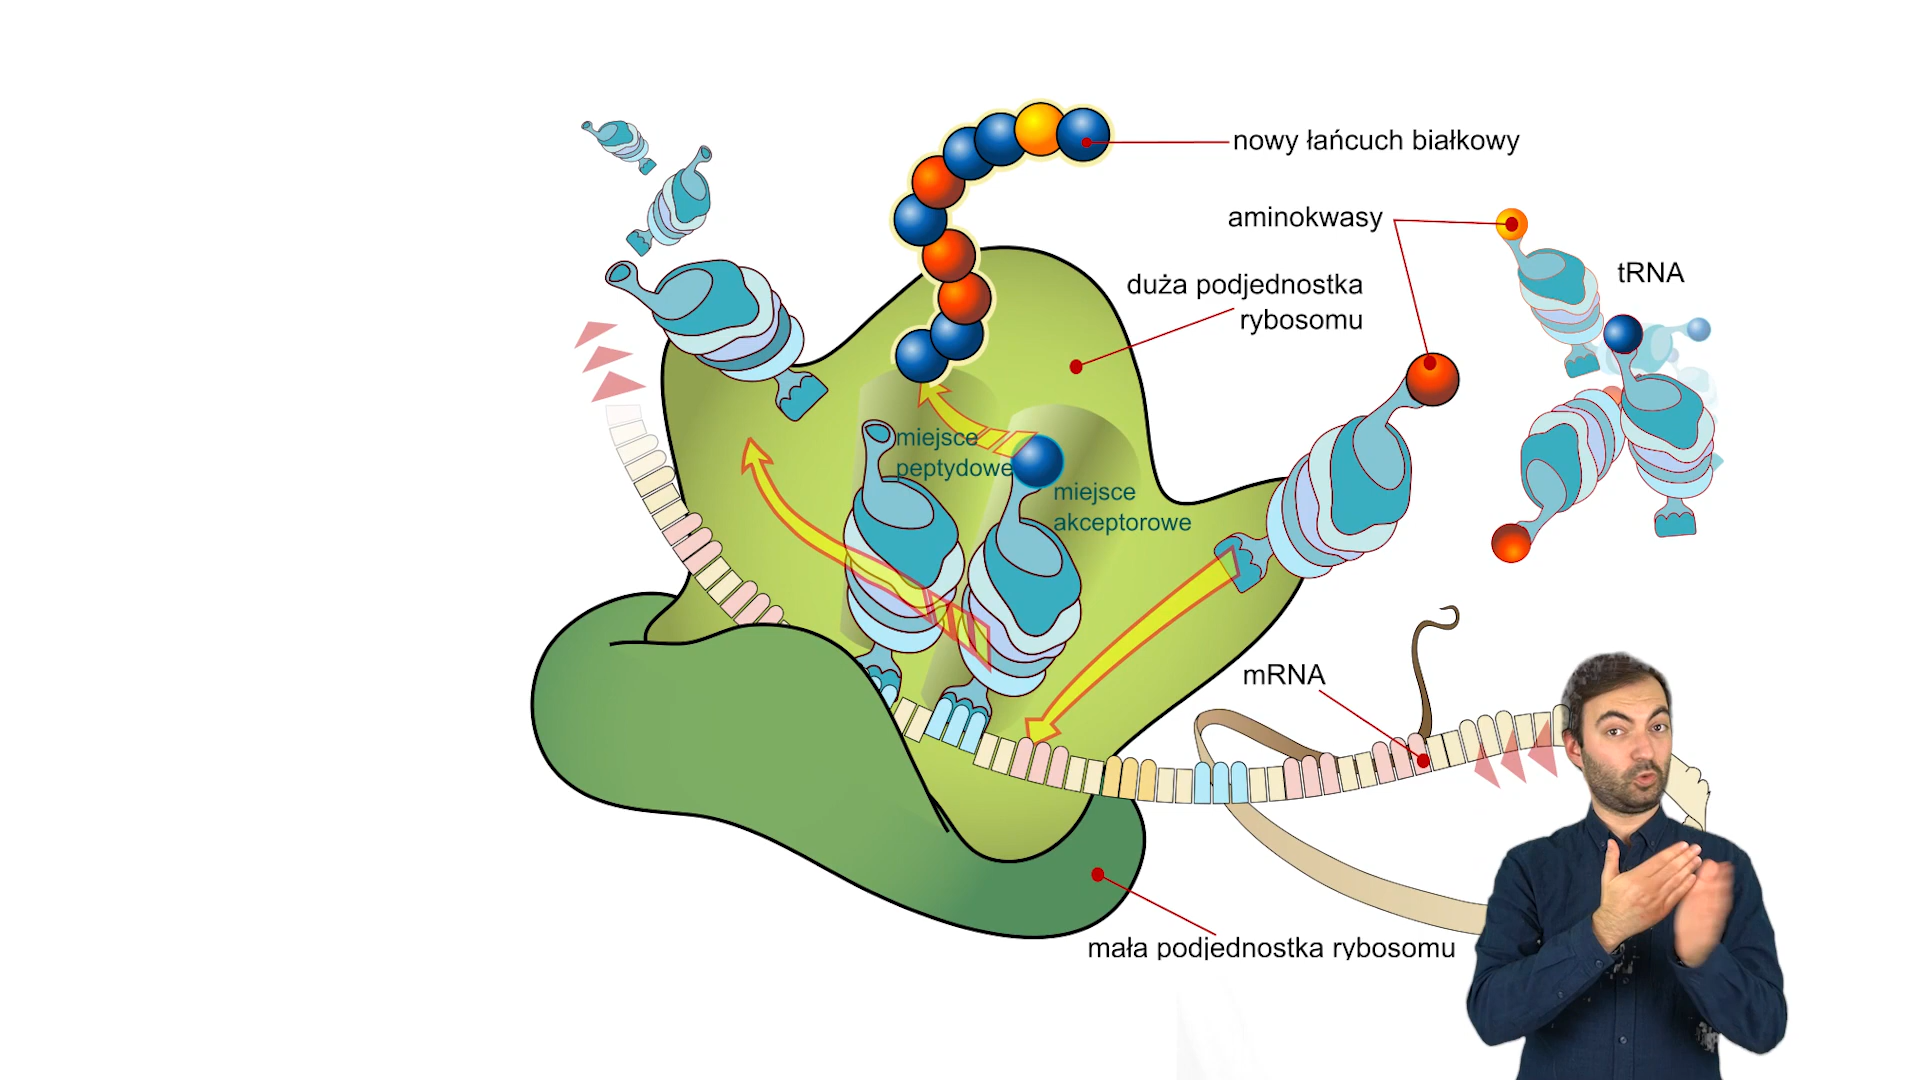 nowy łańcuch białkowy
aminokwasy
tRNA
duża podjednostka
rybosomu
miejsce
peptydowe
miejsce
akceptorowe
mRNA
mała podjednostka rybosomu